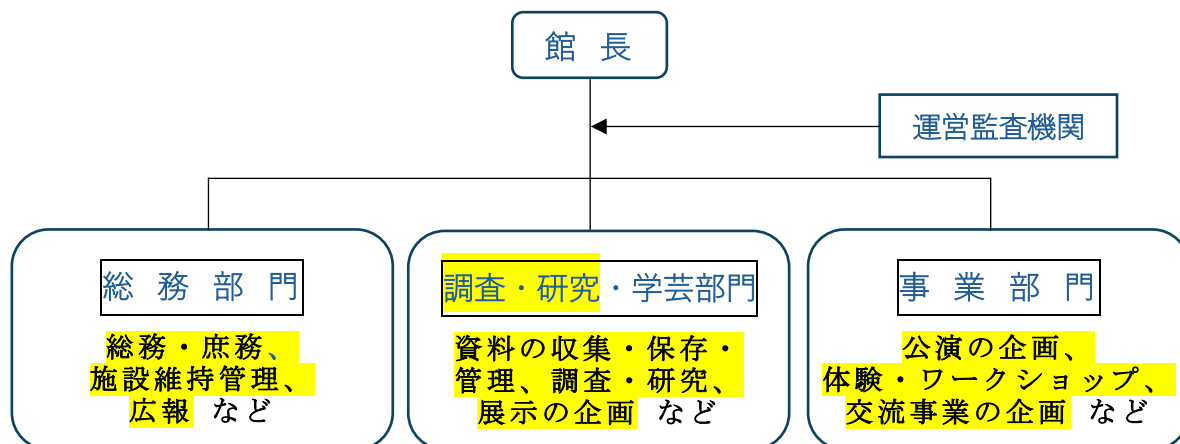 館 長
運営監査機関
総 務 部 門
総務・庶務、
施設維持管理、
広報 など
調査・研究・学芸部門
資料の収集・保存・
管理、調査・研究、
展示の企画 など
事 業 部 門
公演の企画、
体験・ワークショップ、
交流事業の企画 など